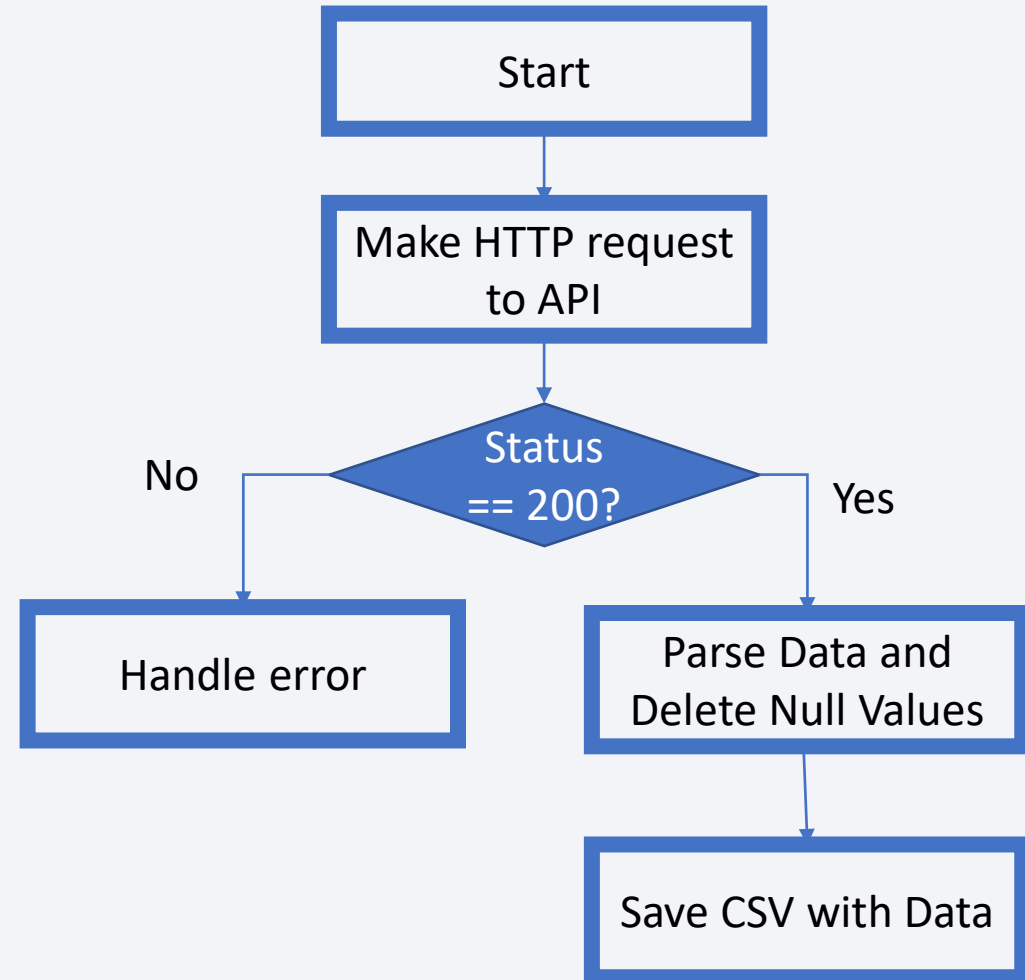 Start
Make HTTP request
to API
Status
== 200?
No
Yes
Handle error
Parse Data and
Delete Null Values
Save CSV with Data